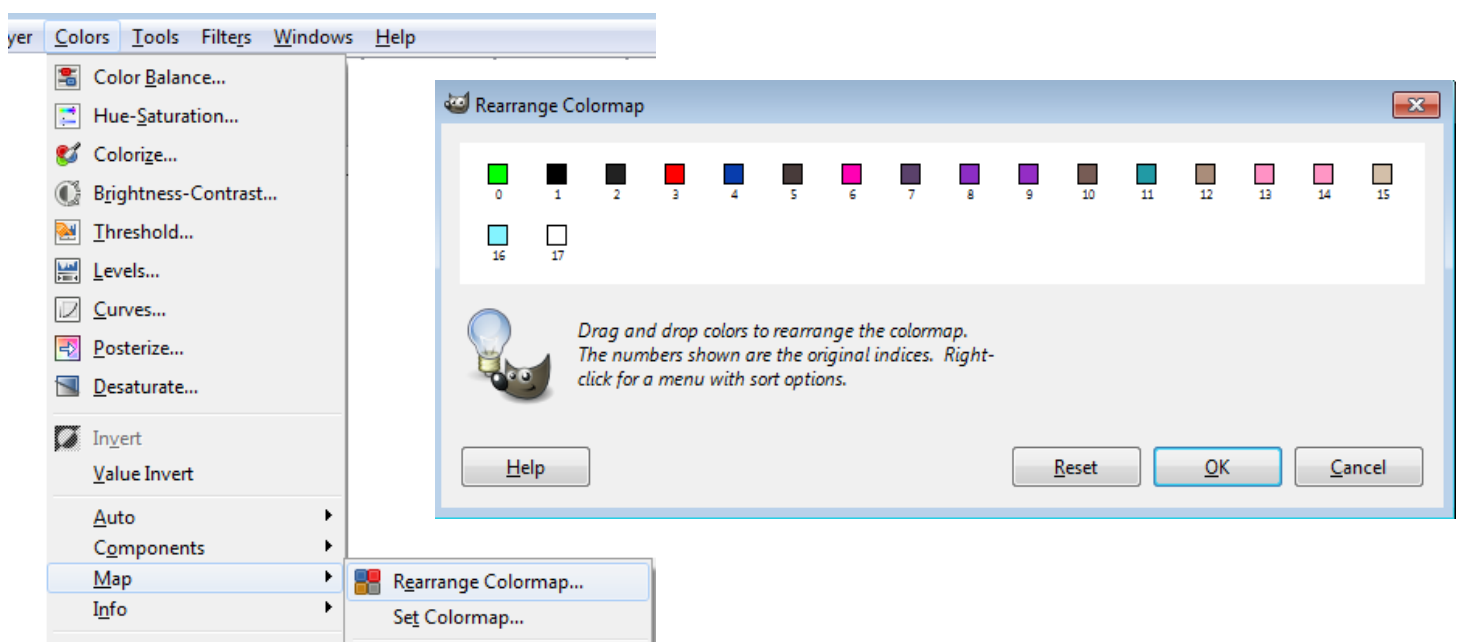 yer Colors Tools Filters Windows Help
Color Balance...
Hue-Saturation...
Colorize...
Brightness-Contrast...
Threshold...
Levels...
Curves...
Posterize...
Desaturate...
Invert
Value Invert
Auto
Components
Map
Info
Rearrange Colormap...
Set Colormap...
Rearrange Colormap
0 1 2 3 4 5 6 7 8 9 10 11 12 13 14 15
16 17
Drag and drop colors to rearrange the colormap.
The numbers shown are the original indices. Right-
click for a menu with sort options.
Help Reset OK Cancel